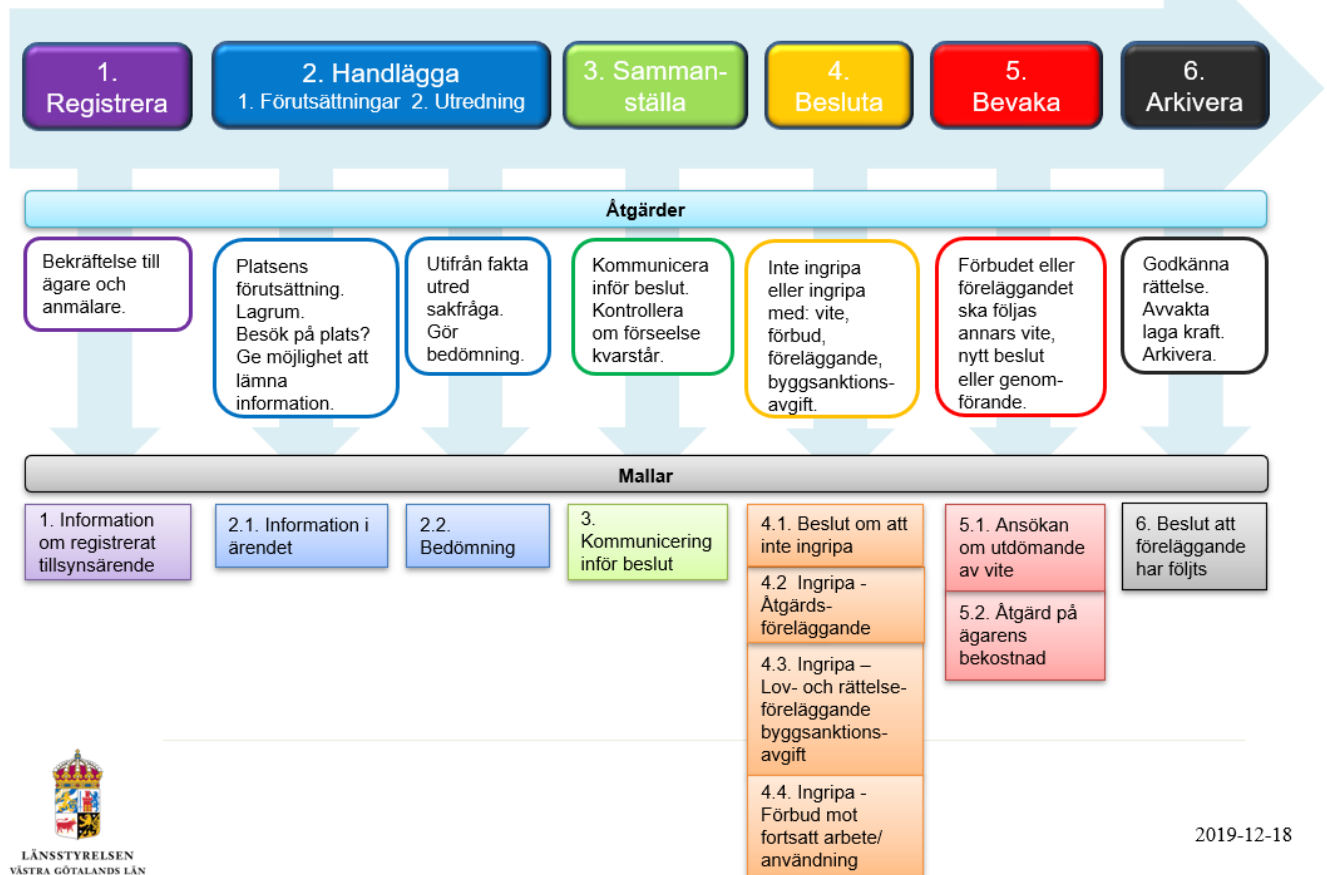 1.
Registrera
2. Handlägga
1. Förutsättningar 2. Utredning
3. Samman-
ställa
4.
Besluta
5.
Bevaka
6.
Arkivera
Åtgärder
Bekräftelse till
ägare och
anmälare.
Platsens
förutsättning.
Lagrum.
Besök på plats?
Ge möjlighet att
lämna
information.
Utifrån fakta
utred
sakfråga.
Gör
bedömning.
Kommunicera
inför beslut.
Kontrollera
om förseelse
kvarstår.
Inte ingripa
eller ingripa
med: vite,
förbud,
föreläggande,
byggsanktions-
avgift.
Förbudet eller
föreläggandet
ska följas
annars vite,
nytt beslut
eller genom-
förande.
Godkänna
rättelse.
Avvakta
laga kraft.
Arkivera.
Mallar
1. Information
om registrerat
tillsynsärende
2.1. Information i
ärendet
2.2.
Bedömning
3.
Kommunicering
inför beslut
4.1. Beslut om att
inte ingripa
4.2 Ingripa -
Åtgärds-
föreläggande
4.3. Ingripa –
Lov- och rättelse-
föreläggande
byggsanktions-
avgift
4.4. Ingripa -
Förbud mot
fortsatt arbete/
användning
5.1. Ansökan
om utdömande
av vite
5.2. Åtgärd på
ägarens
bekostnad
6. Beslut att
föreläggande
har följts
LÄNSSTYRELSEN
VÄSTRA GÖTALANDS LÄN
2019-12-18